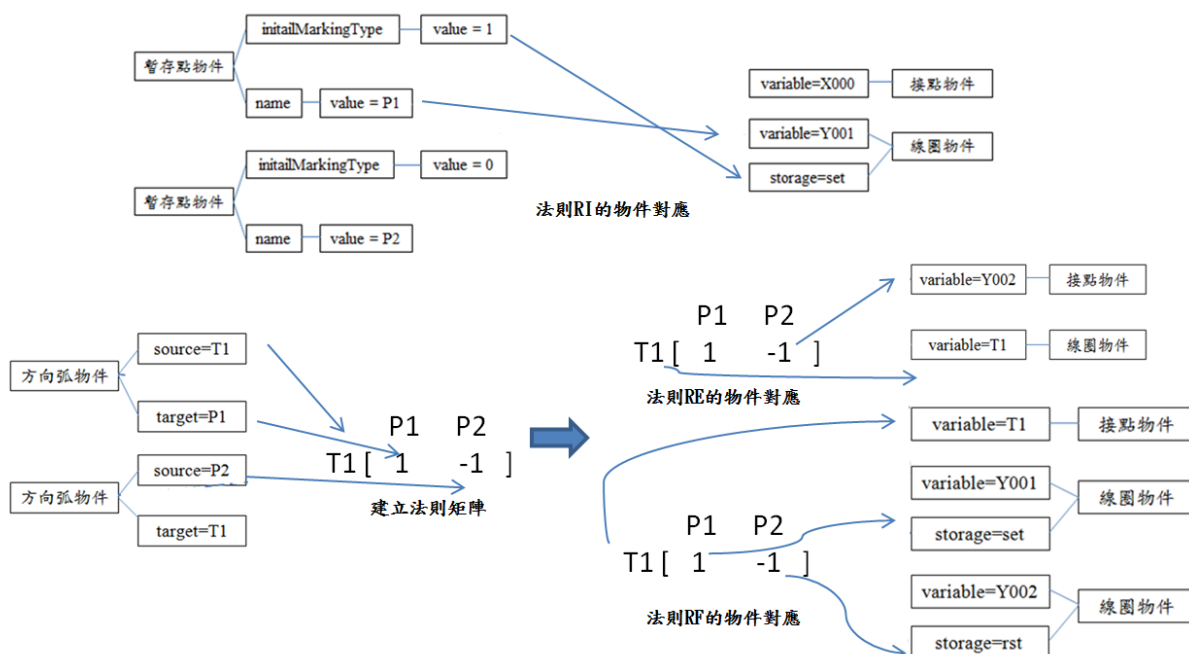 initailMarkingType
value = 1
暫存點物件
name
value = P1
initailMarkingType
value = 0
暫存點物件
name
value = P2
variable=X000
接點物件
variable=Y001
線圈物件
storage=set
法則RI的物件對應
source=T1
方向弧物件
target=P1
source=P2
方向弧物件
target=T1
P1 P2
T1[ 1 -1 ]
建立法則矩陣
P1 P2
T1[ 1 -1 ]
法則RE的物件對應
variable=Y002
接點物件
variable=T1
線圈物件
P1 P2
T1[ 1 -1 ]
法則RF的物件對應
variable=T1
接點物件
variable=Y001
線圈物件
storage=set
variable=Y002
線圈物件
storage=rst